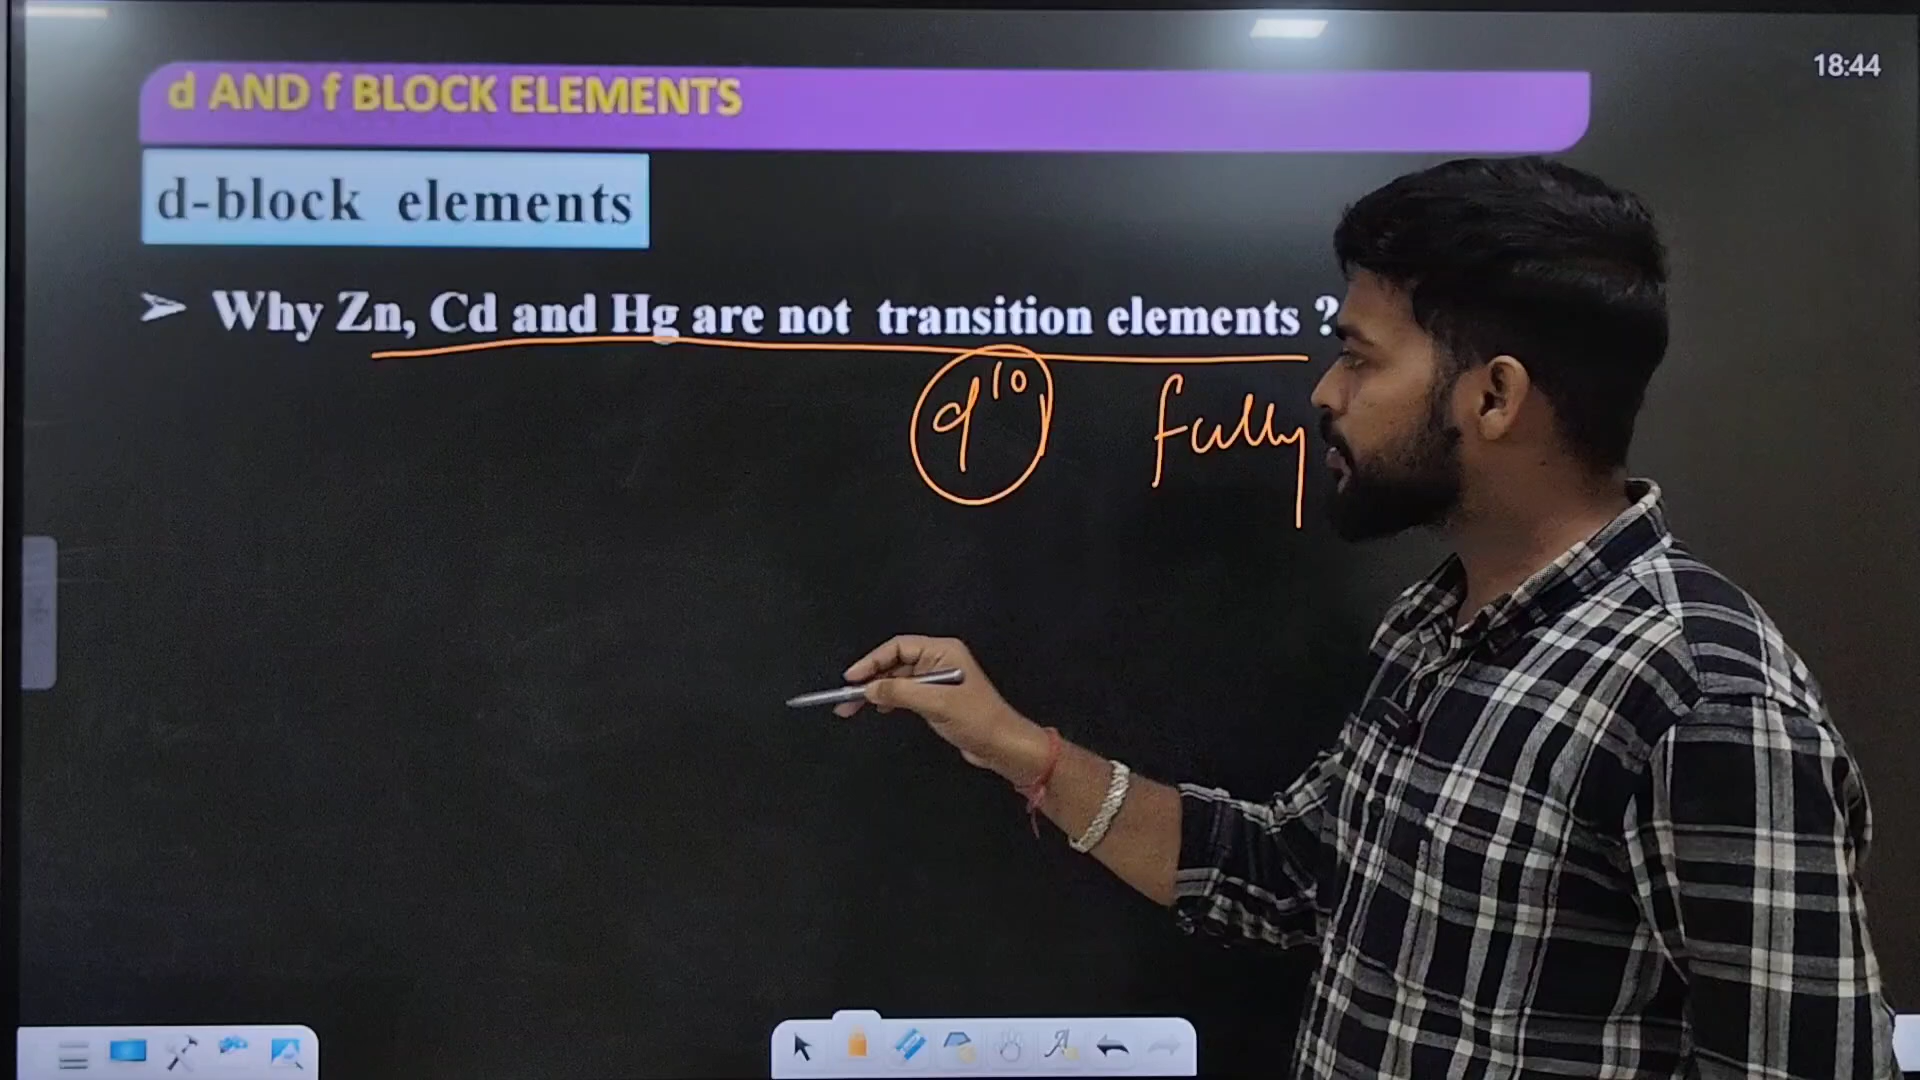 18:44
d AND f BLOCK ELEMENTS
d-block elements
➢ Why Zn, Cd and Hg are not transition elements ?
d¹⁰ fully